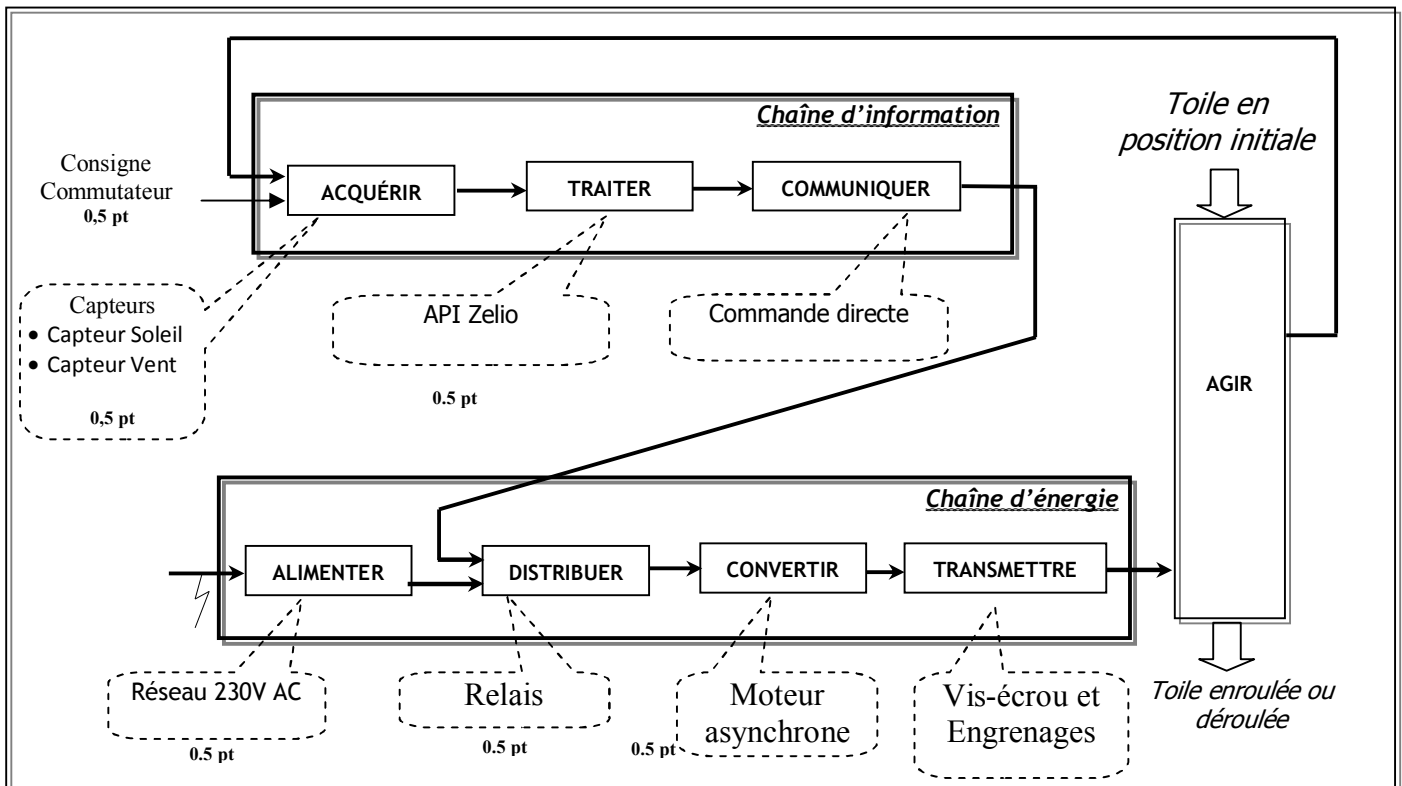 Chaîne d'information
Toile en
position initiale
Consigne
Commutateur
0,5 pt
ACQUÉRIR
TRAITER
COMMUNIQUER
Capteurs
• Capteur Soleil
• Capteur Vent
0,5 pt
API Zelio
0.5 pt
Commande directe
AGIR
Chaîne d'énergie
ALIMENTER
DISTRIBUER
CONVERTIR
TRANSMETTRE
Réseau 230V AC
0.5 pt
Relais
0.5 pt
Moteur
asynchrone
0.5 pt
Vis-écrou et
Engrenages
Toile enroulée ou
déroulée